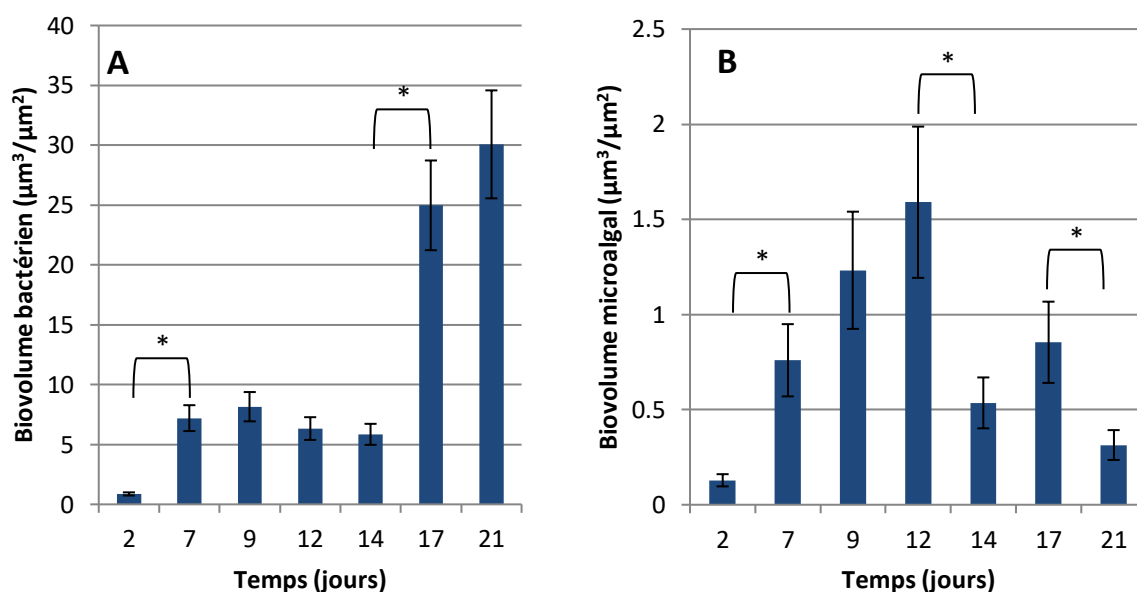 A
Biovolume bactérien (µm³/µm²)
40
35
30
25
20
15
10
5
0
*
*
2 7 9 12 14 17 21
Temps (jours)
B
Biovolume microalgal (µm³/µm²)
2.5
2
1.5
1
0.5
0
*
*
*
2 7 9 12 14 17 21
Temps (jours)